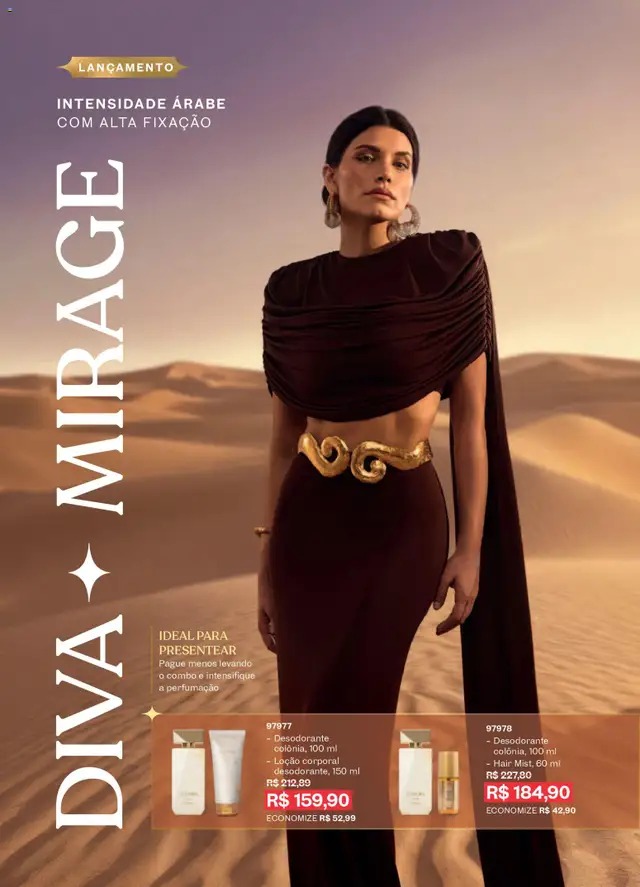 LANÇAMENTO
INTENSIDADE ÁRABE
COM ALTA FIXAÇÃO
DIVA MIRAGE
IDEAL PARA
PRESENTEAR
Pague menos levando
o combo e intensifique
a perfumação
97977
- Desodorante
colônia, 100 ml
- Loção corporal
desodorante, 150 ml
R$ 212,89
R$ 159,90
ECONOMIZE R$ 52,99
97978
- Desodorante
colônia, 100 ml
- Hair Mist, 60 ml
R$ 227,80
R$ 184,90
ECONOMIZE R$ 42,90